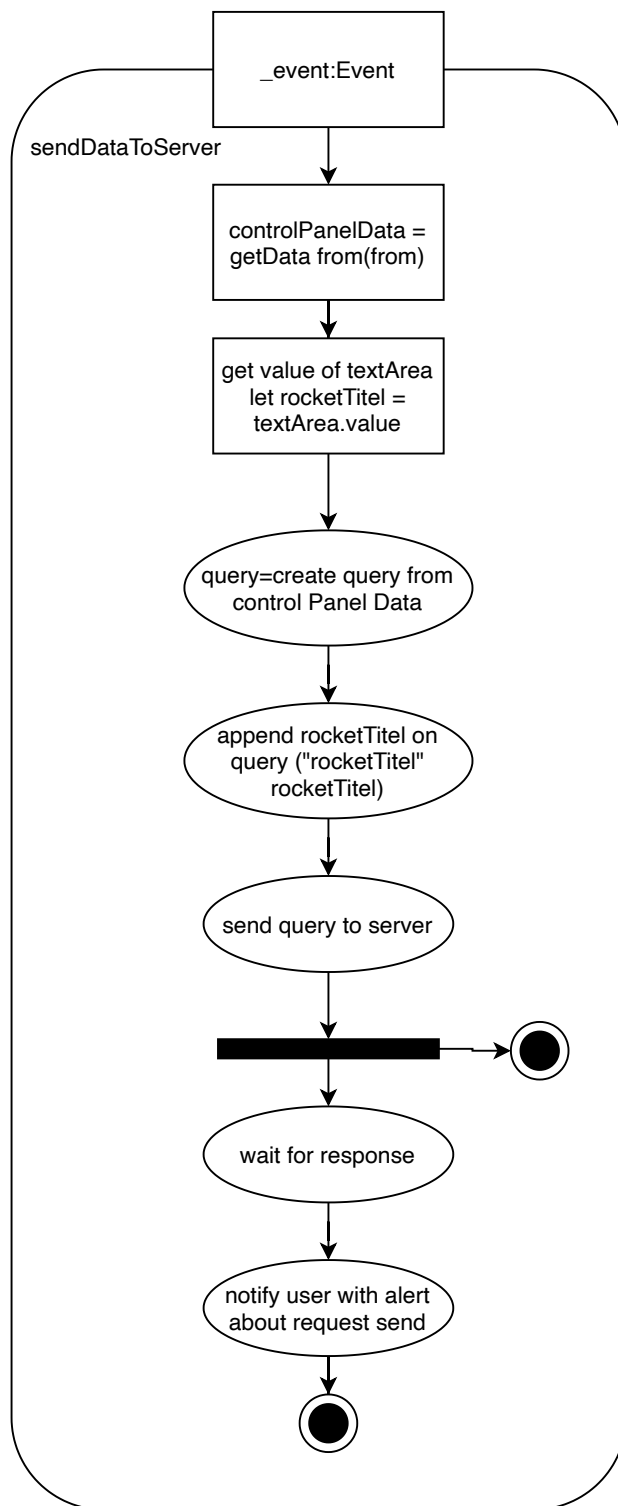 _event:Event
sendDataToServer
controlPanelData =
getData from(from)
get value of textArea
let rocketTitel =
textArea.value
query=create query from
control Panel Data
append rocketTitel on
query ("rocketTitel"
rocketTitel)
send query to server
wait for response
notify user with alert
about request send